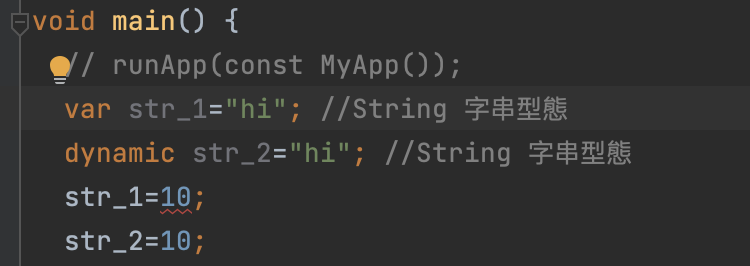 void main() {
// runApp(const MyApp());
var str_1="hi"; //String 字串型態
dynamic str_2="hi"; //String 字串型態
str_1=10;
str_2=10;